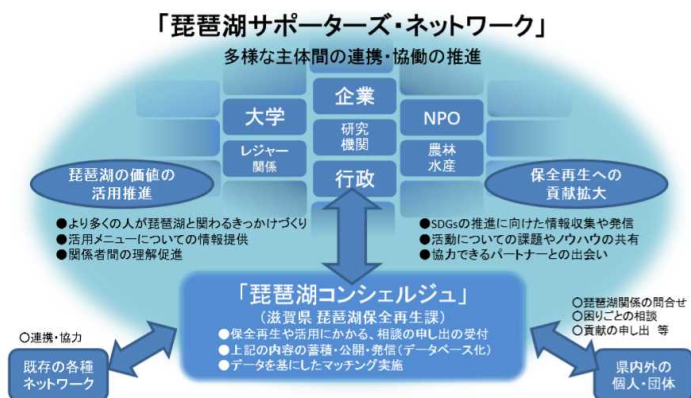 「琵琶湖サポーターズ・ネットワーク」
多様な主体間の連携・協働の推進
企業
大学
NPO
研究
機関
レジャー
関係
農林
水産
行政
琵琶湖の価値の
活用推進
保全再生への
貢献拡大
●より多くの人が琵琶湖と関わるきっかけづくり
●活用メニューについての情報提供
●関係者間の理解促進
●SDGsの推進に向けた情報収集や発信
●活動についての課題やノウハウの共有
●協力できるパートナーとの出会い
「琵琶湖コンシェルジュ」
(滋賀県 琵琶湖保全再生課)
●保全再生や活用にかかる、相談の申し出の受付
●上記の内容の蓄積・公開・発信(データベース化)
●データを基にしたマッチング実施
○連携・協力
既存の各種
ネットワーク
○琵琶湖関係の問合せ
○困りごとの相談
○貢献の申し出 等
県内外の
個人・団体